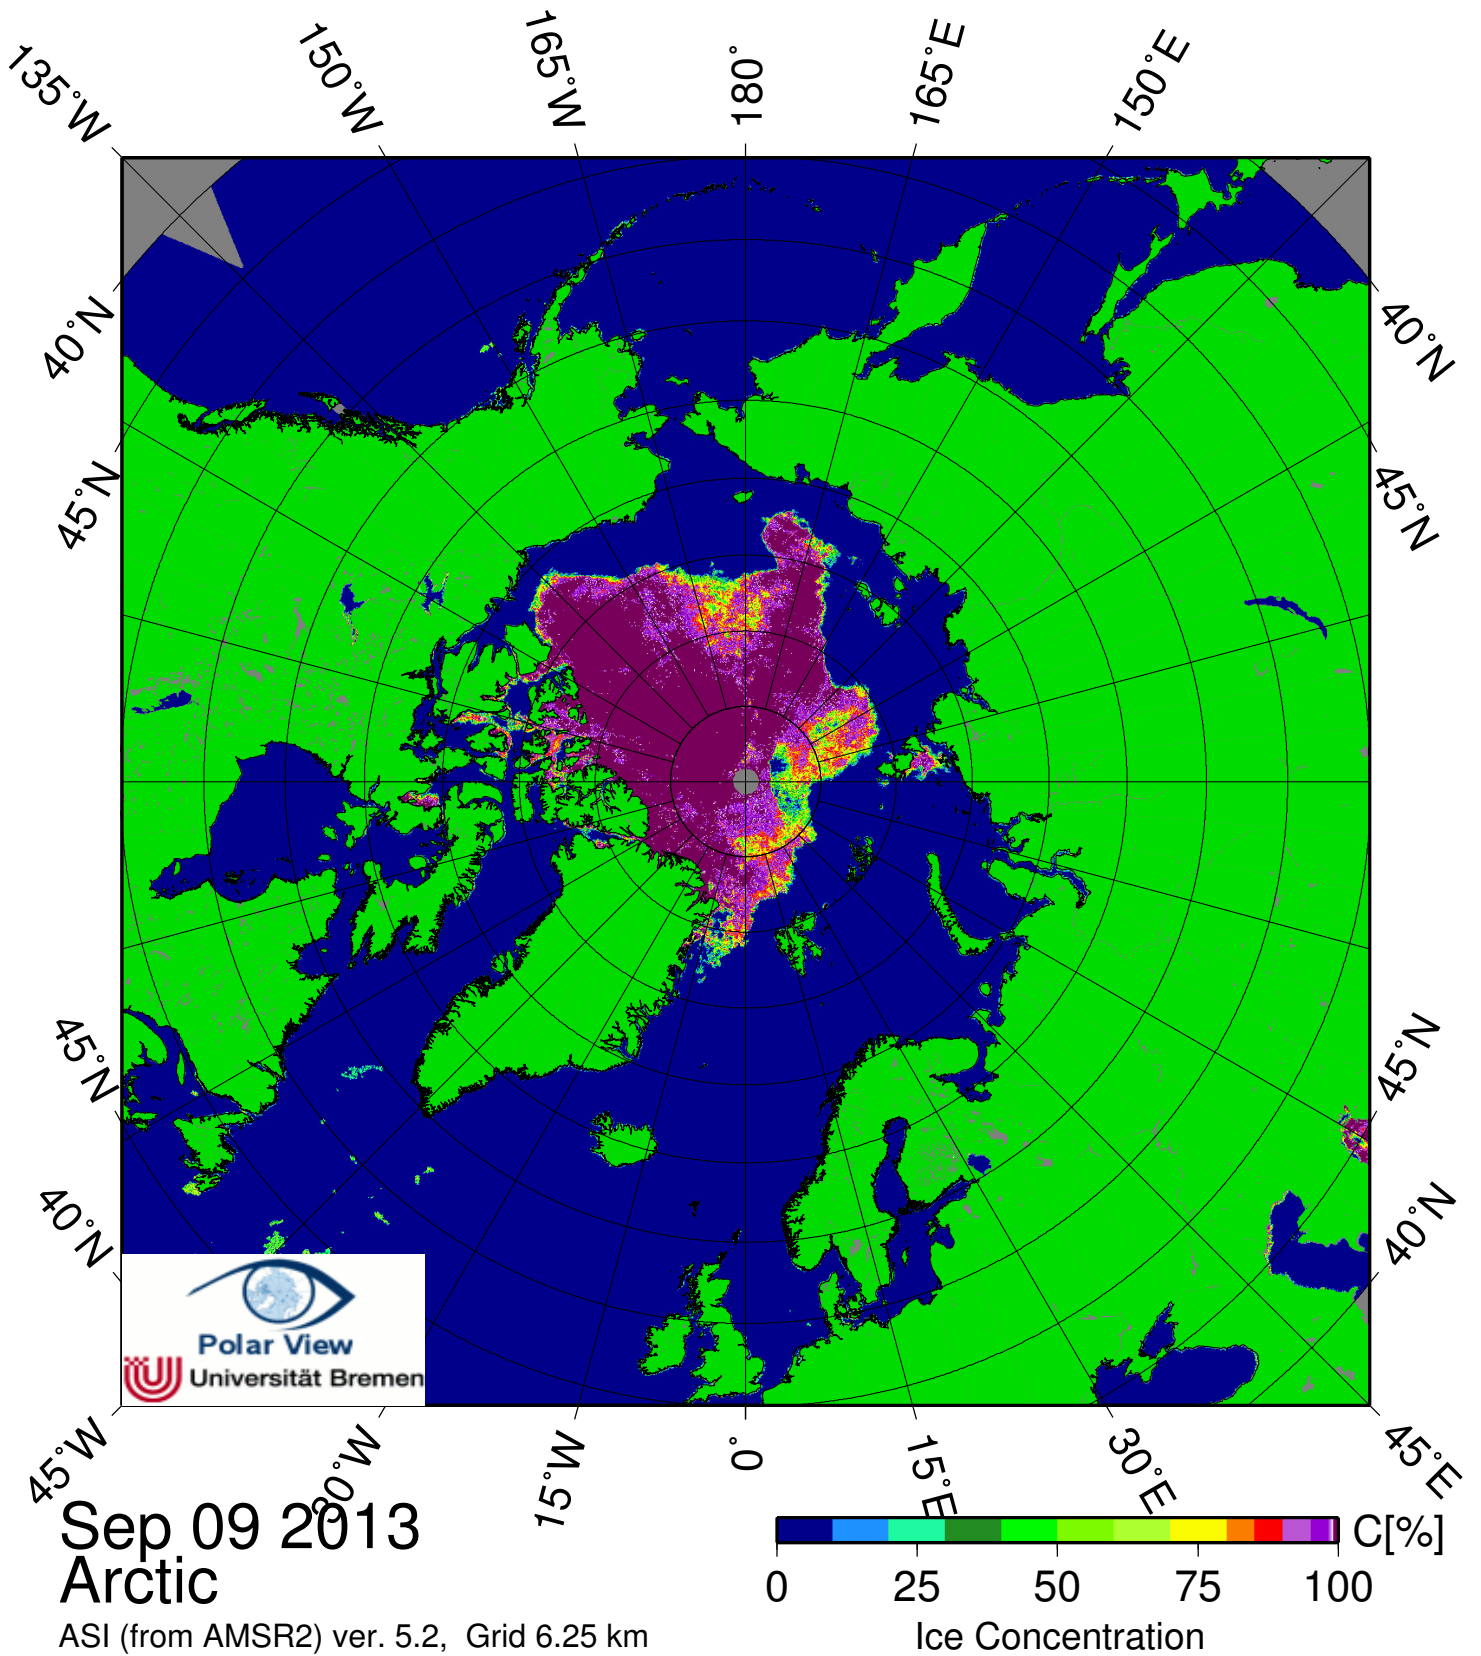 135°W
150°W
165°W
180°
165°E
150°E
40°N
40°N
45°N
45°N
45°N
45°N
40°N
40°N
Polar View
Universität Bremen
45°W
30°W
15°W
0°
15°E
30°E
45°E
Sep 09 2013
Arctic
ASI (from AMSR2) ver. 5.2, Grid 6.25 km
C[%]
0 25 50 75 100
Ice Concentration